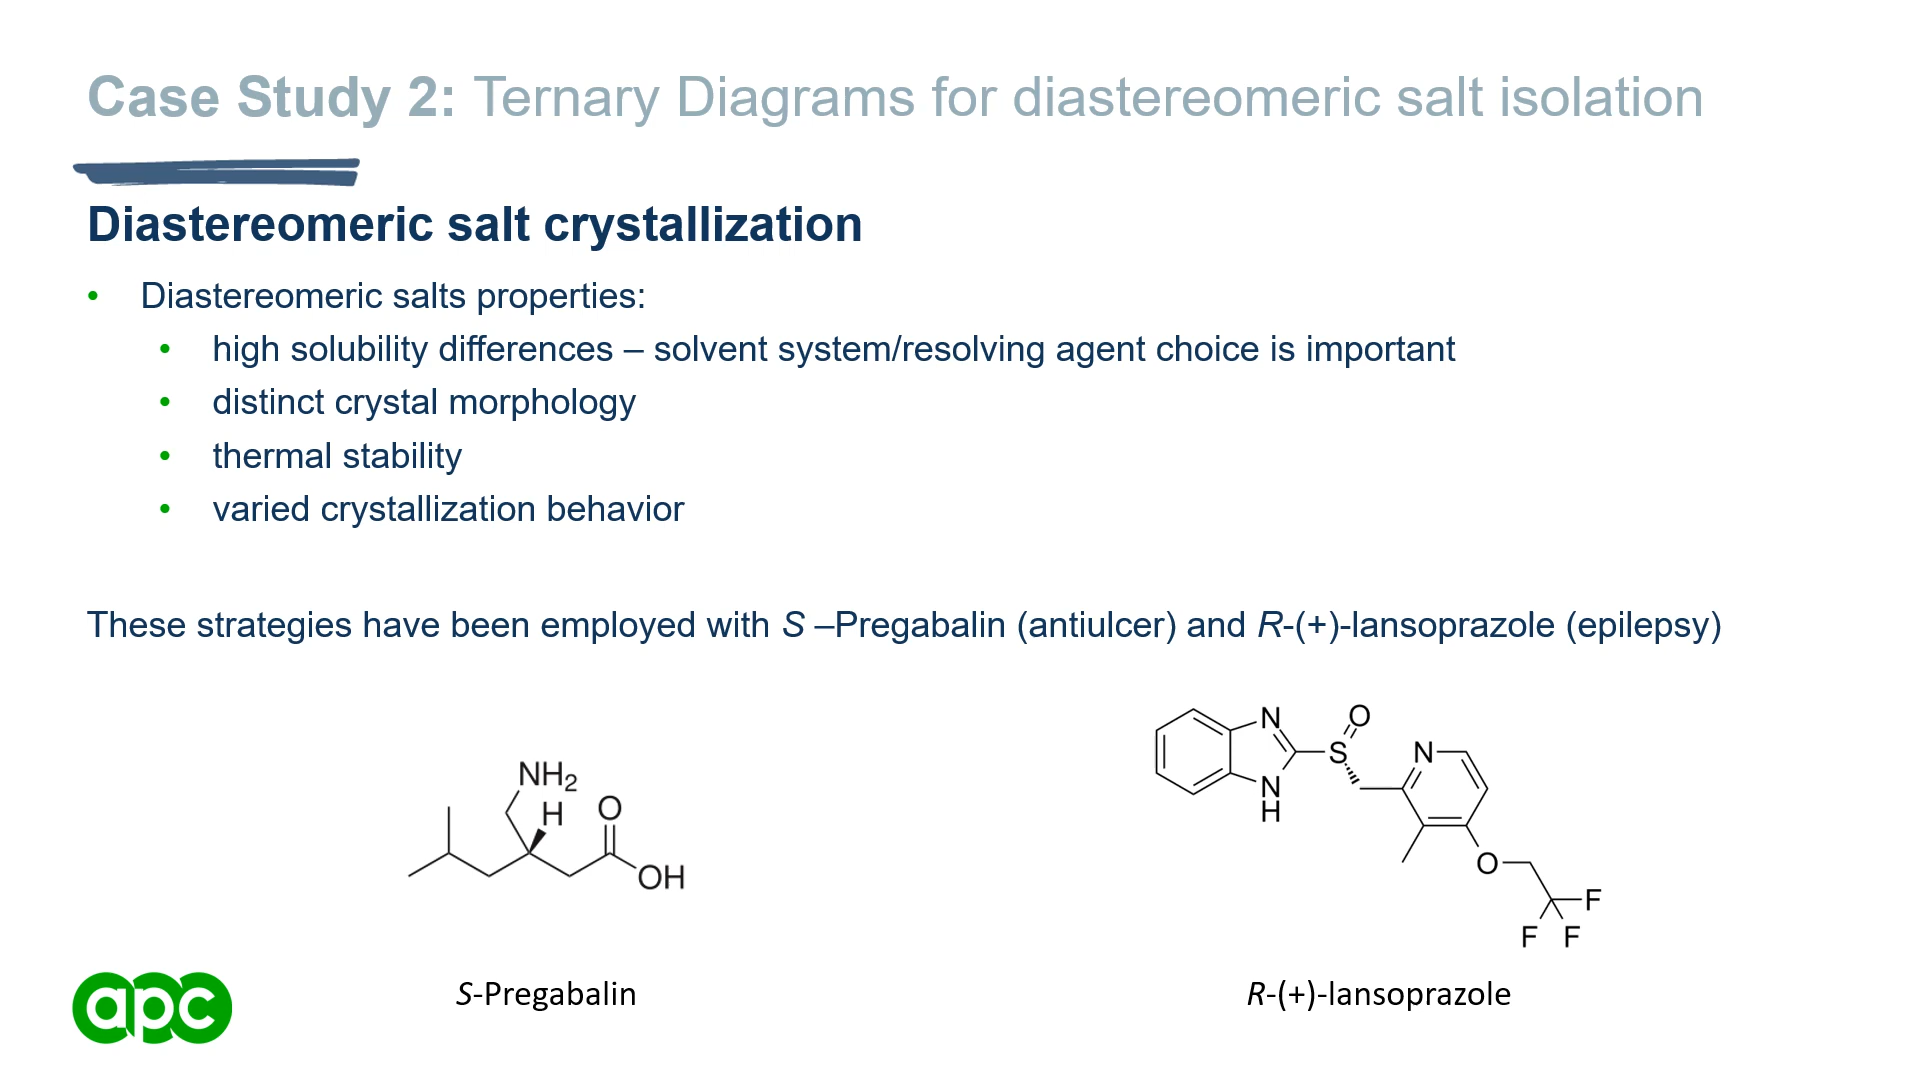 Case Study 2: Ternary Diagrams for diastereomeric salt isolation
Diastereomeric salt crystallization
• Diastereomeric salts properties:
• high solubility differences – solvent system/resolving agent choice is important
• distinct crystal morphology
• thermal stability
• varied crystallization behavior
These strategies have been employed with S –Pregabalin (antiulcer) and R-(+)-lansoprazole (epilepsy)
NH2
H
O
OH
S-Pregabalin
N
N
H
S
O
N
O
F
F
F
R-(+)-lansoprazole
apc